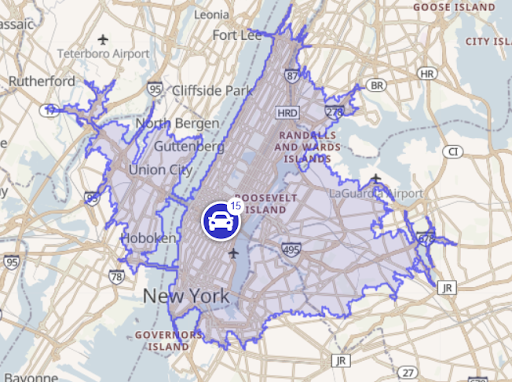 Leonia
GOOSE ISLAND
assaic
Fort Lee
CITY ISL
Teterboro Airport
87
HR
Rutherford
95
BR
Cliffside Park
17
HRD
278
North Bergen
RANDALLS
AND WARDS
ISLANDS
Guttenberg
CI
Union City
LaGuardia Airport
95
ROOSEVELT
ISLAND
15
Hoboken
678
495
95
78
JR
New York
GOVERNORS
ISLAND
JR
27
Bayonne